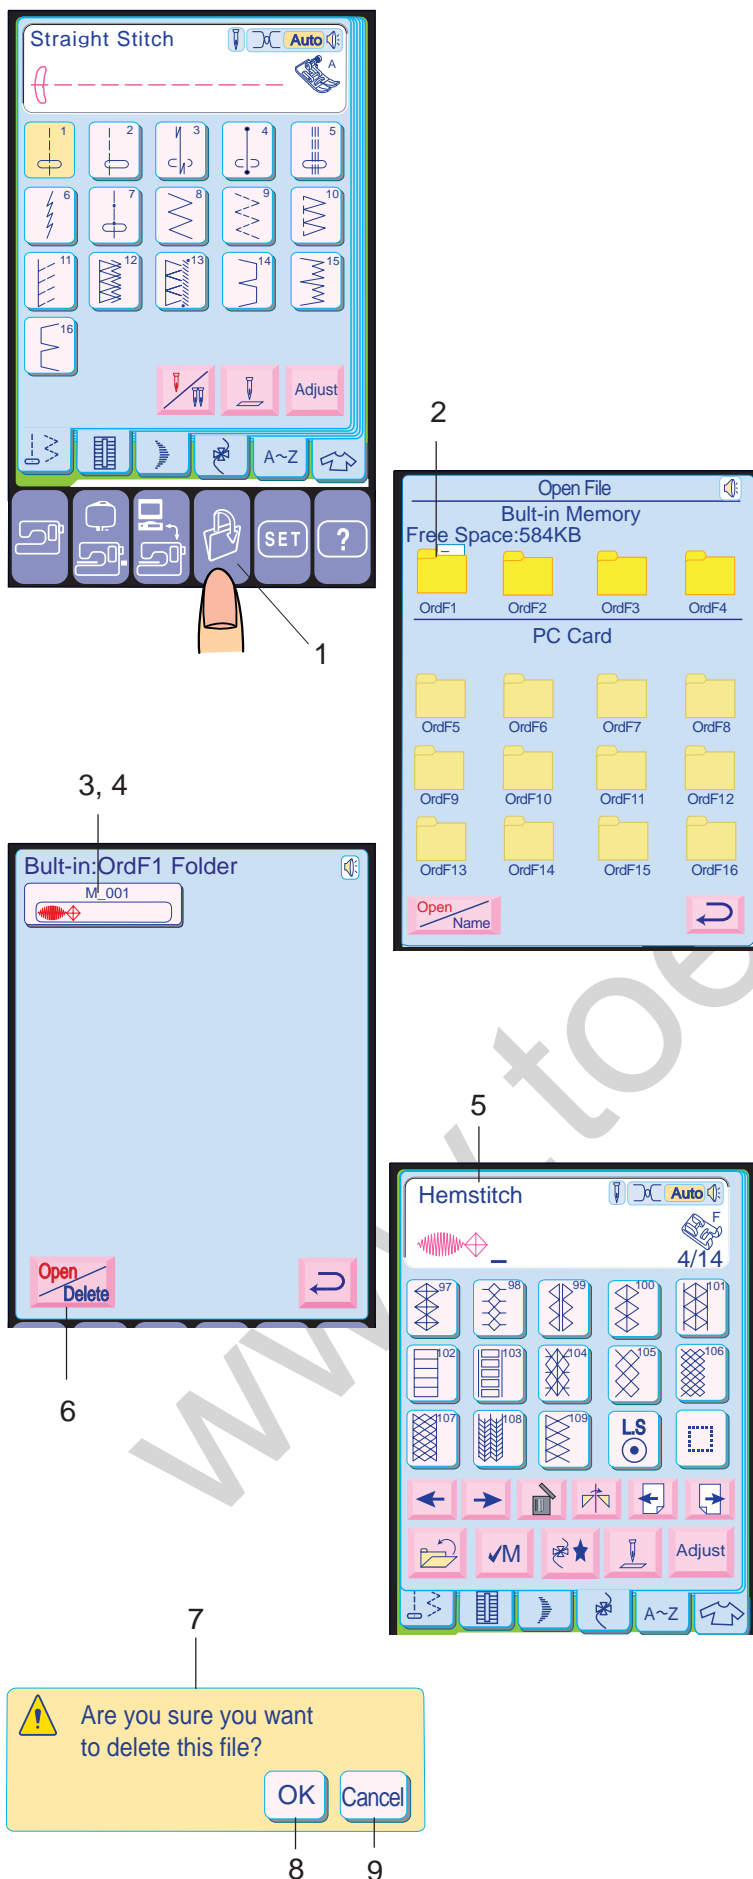 Straight Stitch
Auto
A
1 2 3 4 5
6 7 8 9 10
11 12 13 14 15
16
Adjust
A~Z
SET
?
1
2
Open File
Bult-in Memory
Free Space:584KB
OrdF1 OrdF2 OrdF3 OrdF4
PC Card
OrdF5 OrdF6 OrdF7 OrdF8
OrdF9 OrdF10 OrdF11 OrdF12
OrdF13 OrdF14 OrdF15 OrdF16
Open
Name
3, 4
Bult-in:OrdF1 Folder
M_001
Open
Delete
6
5
Hemstitch
Auto
F
4/14
97 98 99 100 101
102 103 104 105 106
107 108 109 L.S
M
Adjust
A~Z
7
Are you sure you want
to delete this file?
OK Cancel
8 9
www.toe